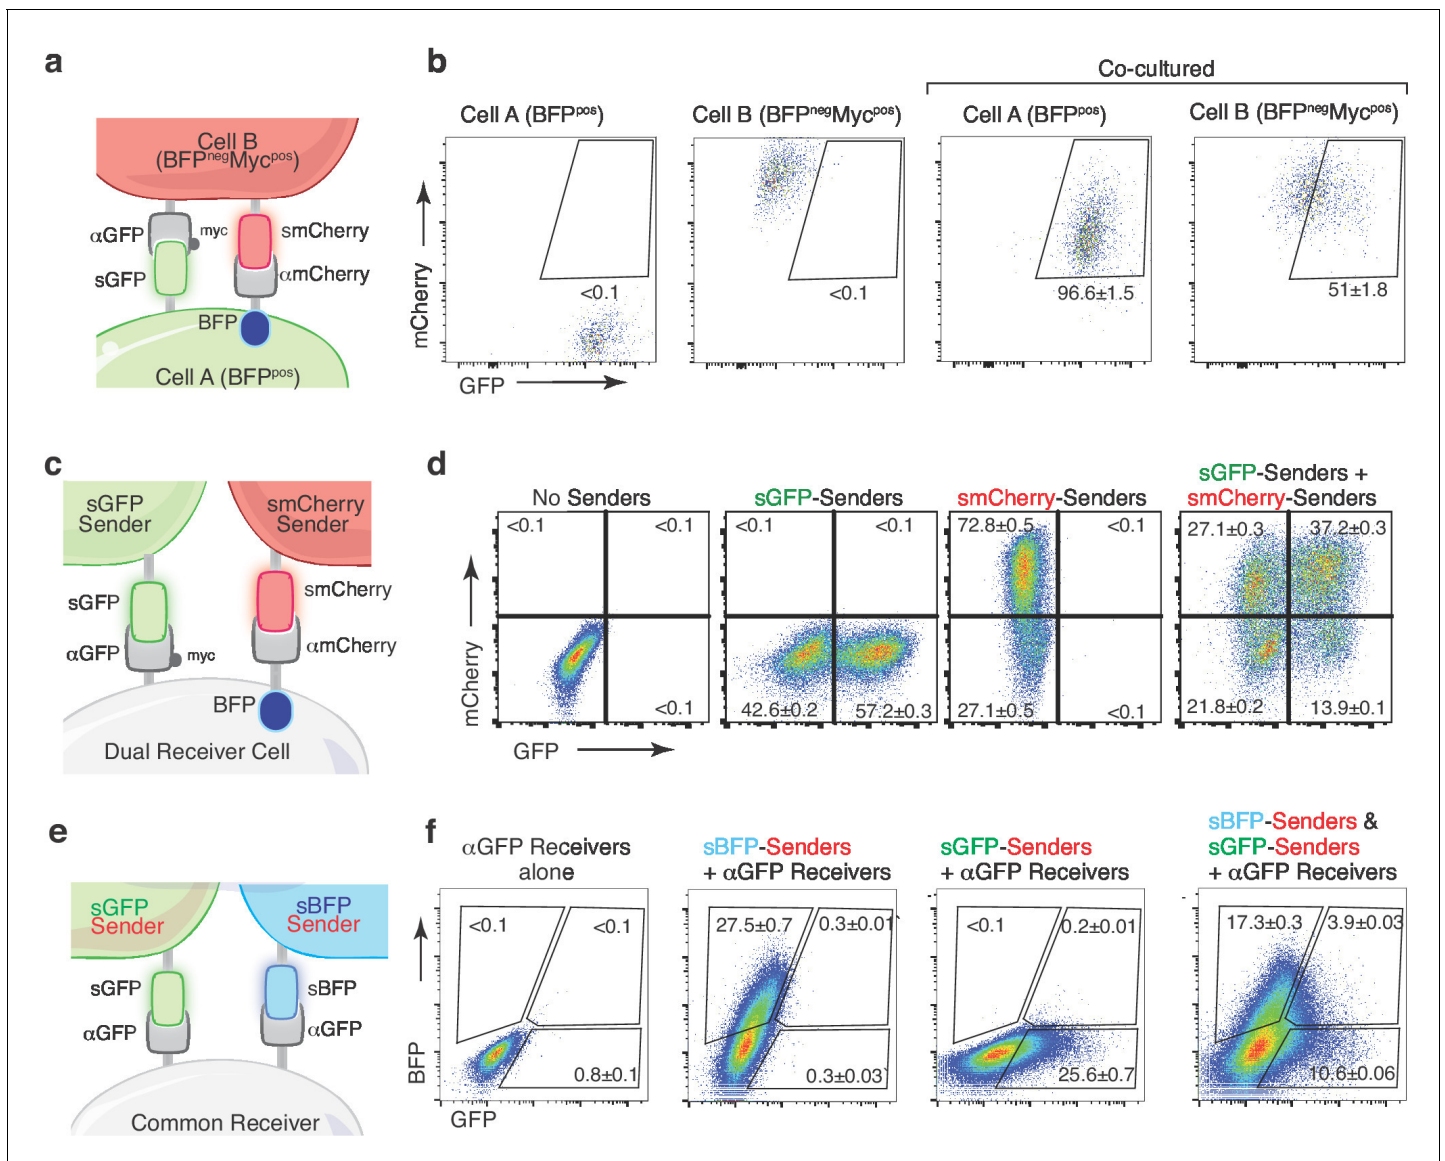 a
Cell B
(BFPnegMycpos)
αGFP
myc
smCherry
sGFP
αmCherry
BFP
Cell A (BFPpos)
b
Co-cultured
Cell A (BFPpos)
Cell B (BFPnegMycpos)
Cell A (BFPpos)
Cell B (BFPnegMycpos)
<0.1
<0.1
96.6±1.5
51±1.8
mCherry
GFP
c
sGFP
Sender
smCherry
Sender
sGFP
smCherry
αGFP
myc
αmCherry
BFP
Dual Receiver Cell
d
No Senders
sGFP-Senders
smCherry-Senders
sGFP-Senders +
smCherry-Senders
<0.1
<0.1
<0.1
<0.1
<0.1
42.6±0.2
57.2±0.3
72.8±0.5
<0.1
27.1±0.5
<0.1
27.1±0.3
37.2±0.3
21.8±0.2
13.9±0.1
mCherry
GFP
e
sGFP
Sender
sBFP
Sender
sGFP
sBFP
αGFP
αGFP
Common Receiver
f
αGFP Receivers
alone
sBFP-Senders
+ αGFP Receivers
sGFP-Senders
+ αGFP Receivers
sBFP-Senders &
sGFP-Senders
+ αGFP Receivers
<0.1
<0.1
0.8±0.1
27.5±0.7
0.3±0.01
0.3±0.03
<0.1
0.2±0.01
25.6±0.7
17.3±0.3
3.9±0.03
10.6±0.06
BFP
GFP